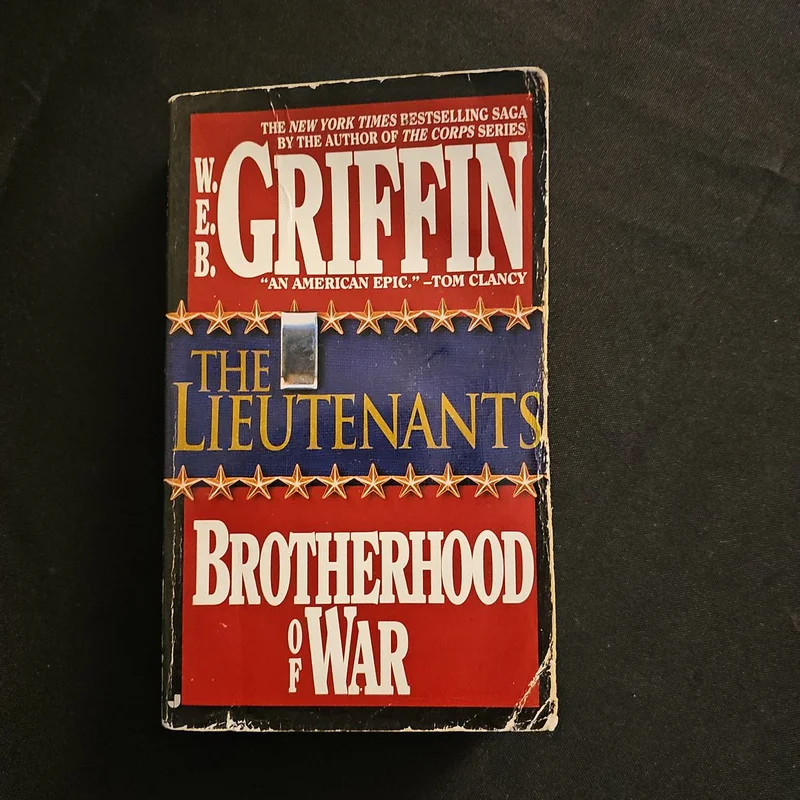 THE NEW YORK TIMES BESTSELLING SAGA
BY THE AUTHOR OF THE CORPS SERIES
W.
E.
B.
GRIFFIN
"AN AMERICAN EPIC." –TOM CLANCY
THE
LIEUTENANTS
BROTHERHOOD
OF
WAR
J